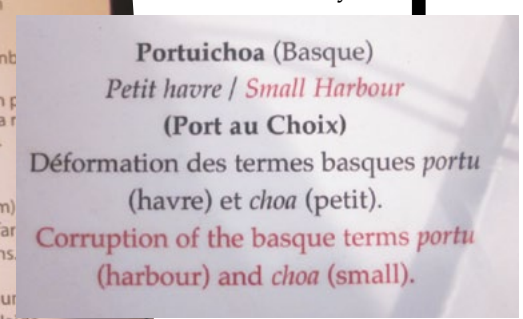 Portuichoa (Basque)
Petit havre / Small Harbour
(Port au Choix)
Déformation des termes basques portu
(havre) et choa (petit).
Corruption of the basque terms portu
(harbour) and choa (small).